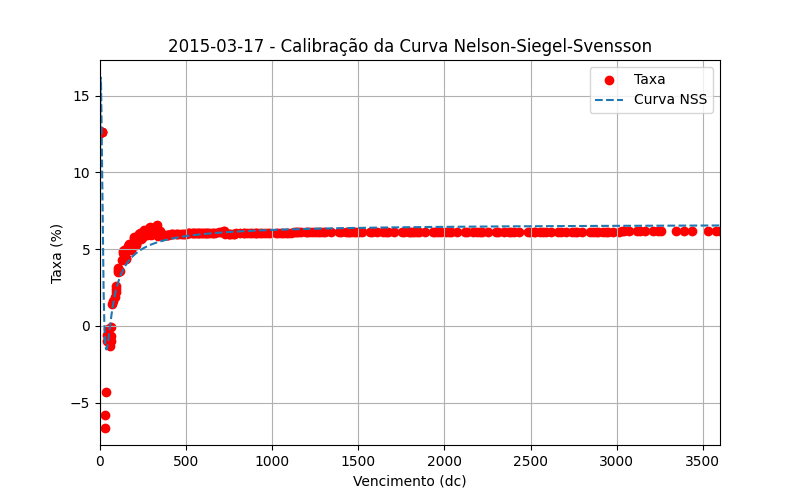 2015-03-17 - Calibração da Curva Nelson-Siegel-Svensson
Taxa
Curva NSS
Taxa (%)
15
10
5
0
−5
0 500 1000 1500 2000 2500 3000 3500
Vencimento (dc)